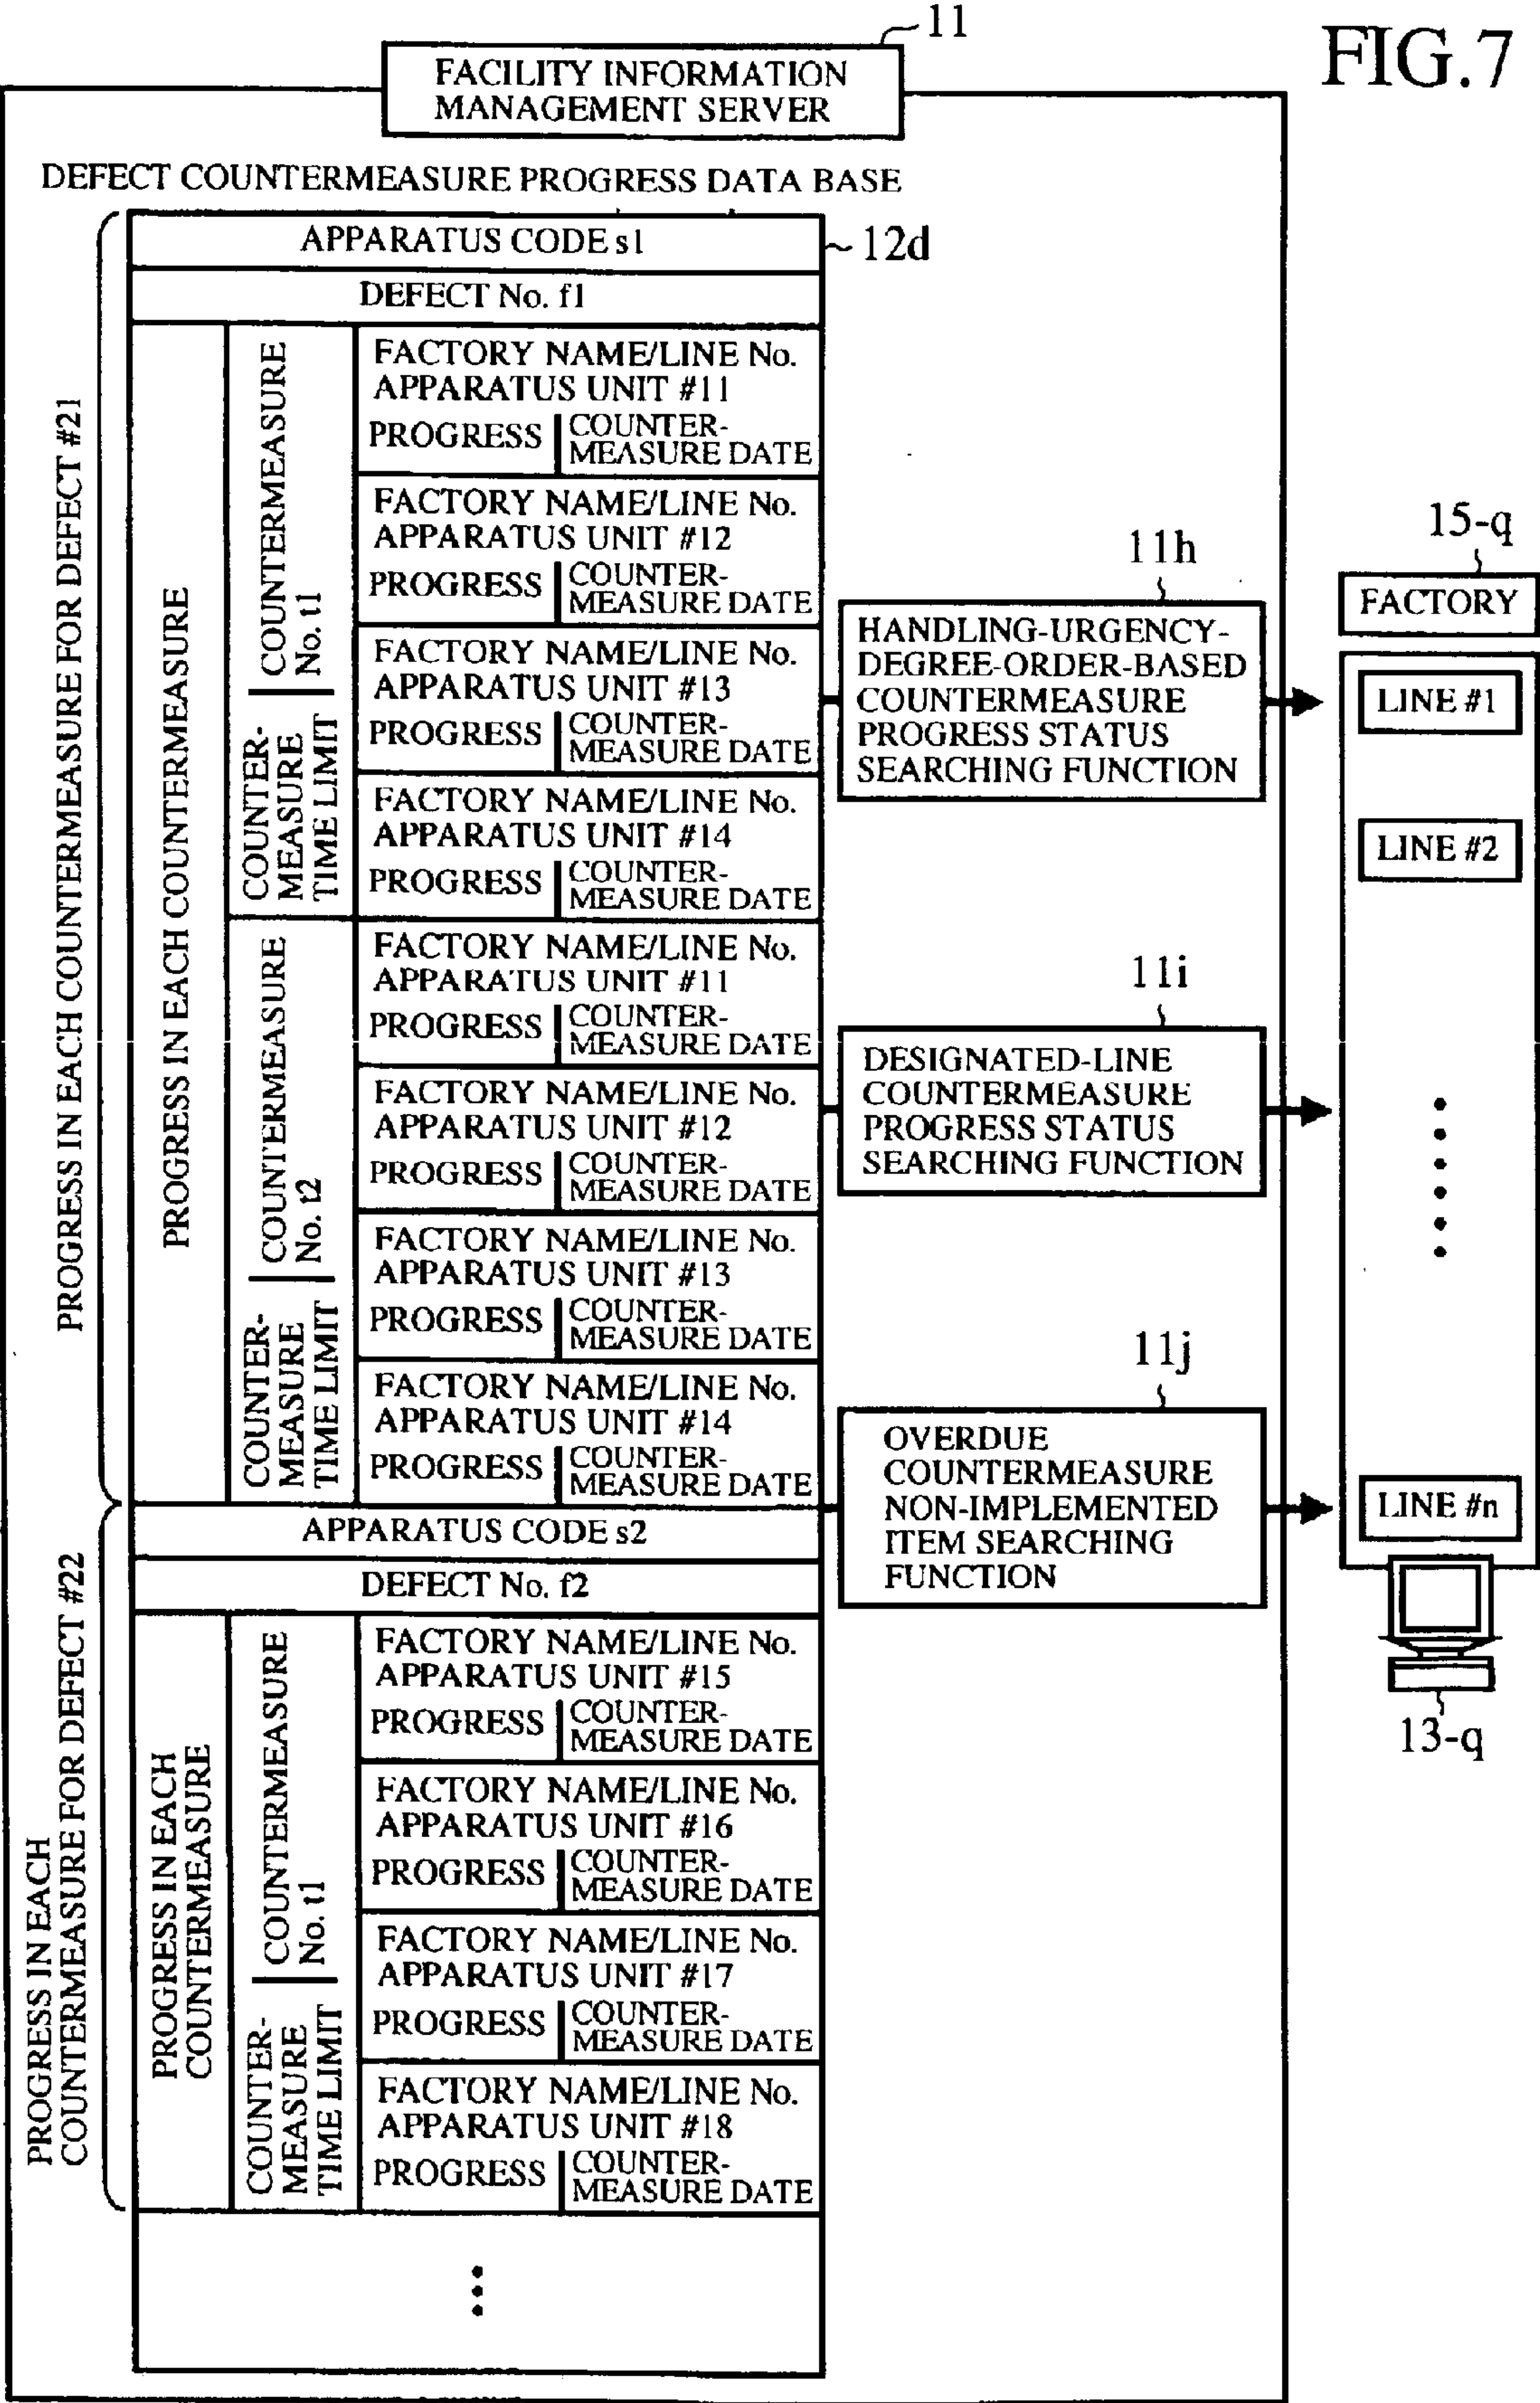 11
FIG.7
FACILITY INFORMATION
MANAGEMENT SERVER
DEFECT COUNTERMEASURE PROGRESS DATA BASE
12d
PROGRESS IN EACH COUNTERMEASURE FOR DEFECT #21
APPARATUS CODE s1
DEFECT No. f1
PROGRESS IN EACH COUNTERMEASURE
COUNTERMEASURE
No. t1
COUNTER-
MEASURE
TIME LIMIT
FACTORY NAME/LINE No.
APPARATUS UNIT #11
PROGRESS
COUNTER-
MEASURE DATE
FACTORY NAME/LINE No.
APPARATUS UNIT #12
PROGRESS
COUNTER-
MEASURE DATE
FACTORY NAME/LINE No.
APPARATUS UNIT #13
PROGRESS
COUNTER-
MEASURE DATE
FACTORY NAME/LINE No.
APPARATUS UNIT #14
PROGRESS
COUNTER-
MEASURE DATE
COUNTERMEASURE
No. t2
COUNTER-
MEASURE
TIME LIMIT
FACTORY NAME/LINE No.
APPARATUS UNIT #11
PROGRESS
COUNTER-
MEASURE DATE
FACTORY NAME/LINE No.
APPARATUS UNIT #12
PROGRESS
COUNTER-
MEASURE DATE
FACTORY NAME/LINE No.
APPARATUS UNIT #13
PROGRESS
COUNTER-
MEASURE DATE
FACTORY NAME/LINE No.
APPARATUS UNIT #14
PROGRESS
COUNTER-
MEASURE DATE
PROGRESS IN EACH
COUNTERMEASURE FOR DEFECT #22
APPARATUS CODE s2
DEFECT No. f2
PROGRESS IN EACH
COUNTERMEASURE
COUNTERMEASURE
No. t1
COUNTER-
MEASURE
TIME LIMIT
FACTORY NAME/LINE No.
APPARATUS UNIT #15
PROGRESS
COUNTER-
MEASURE DATE
FACTORY NAME/LINE No.
APPARATUS UNIT #16
PROGRESS
COUNTER-
MEASURE DATE
FACTORY NAME/LINE No.
APPARATUS UNIT #17
PROGRESS
COUNTER-
MEASURE DATE
FACTORY NAME/LINE No.
APPARATUS UNIT #18
PROGRESS
COUNTER-
MEASURE DATE
11h
HANDLING-URGENCY-
DEGREE-ORDER-BASED
COUNTERMEASURE
PROGRESS STATUS
SEARCHING FUNCTION
11i
DESIGNATED-LINE
COUNTERMEASURE
PROGRESS STATUS
SEARCHING FUNCTION
11j
OVERDUE
COUNTERMEASURE
NON-IMPLEMENTED
ITEM SEARCHING
FUNCTION
15-q
FACTORY
LINE #1
LINE #2
LINE #n
13-q